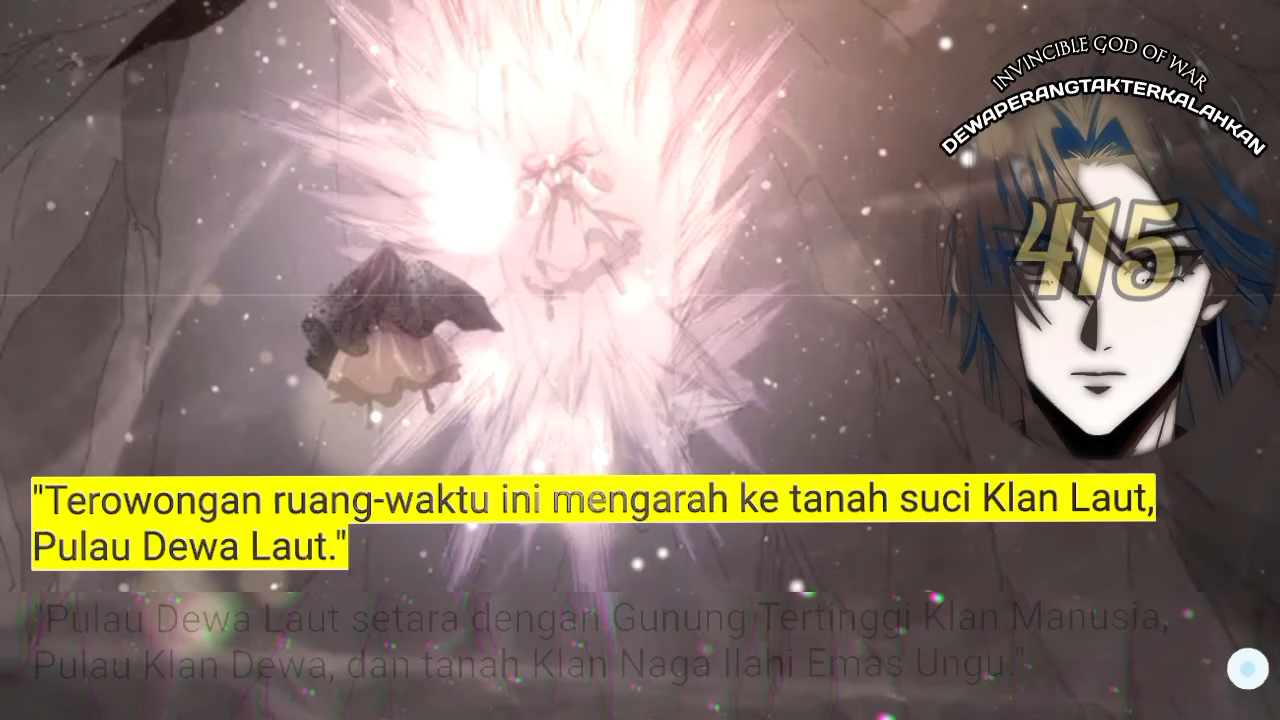 INVINCIBLE GOD OF WAR
DEWAPERANGTAKTERKALAHKAN
415
"Terowongan ruang-waktu ini mengarah ke tanah suci Klan Laut,
Pulau Dewa Laut."
"Pulau Dewa Laut setara dengan Gunung Tertinggi Klan Manusia,
Pulau Klan Dewa, dan tanah Klan Naga Ilahi Emas Ungu."